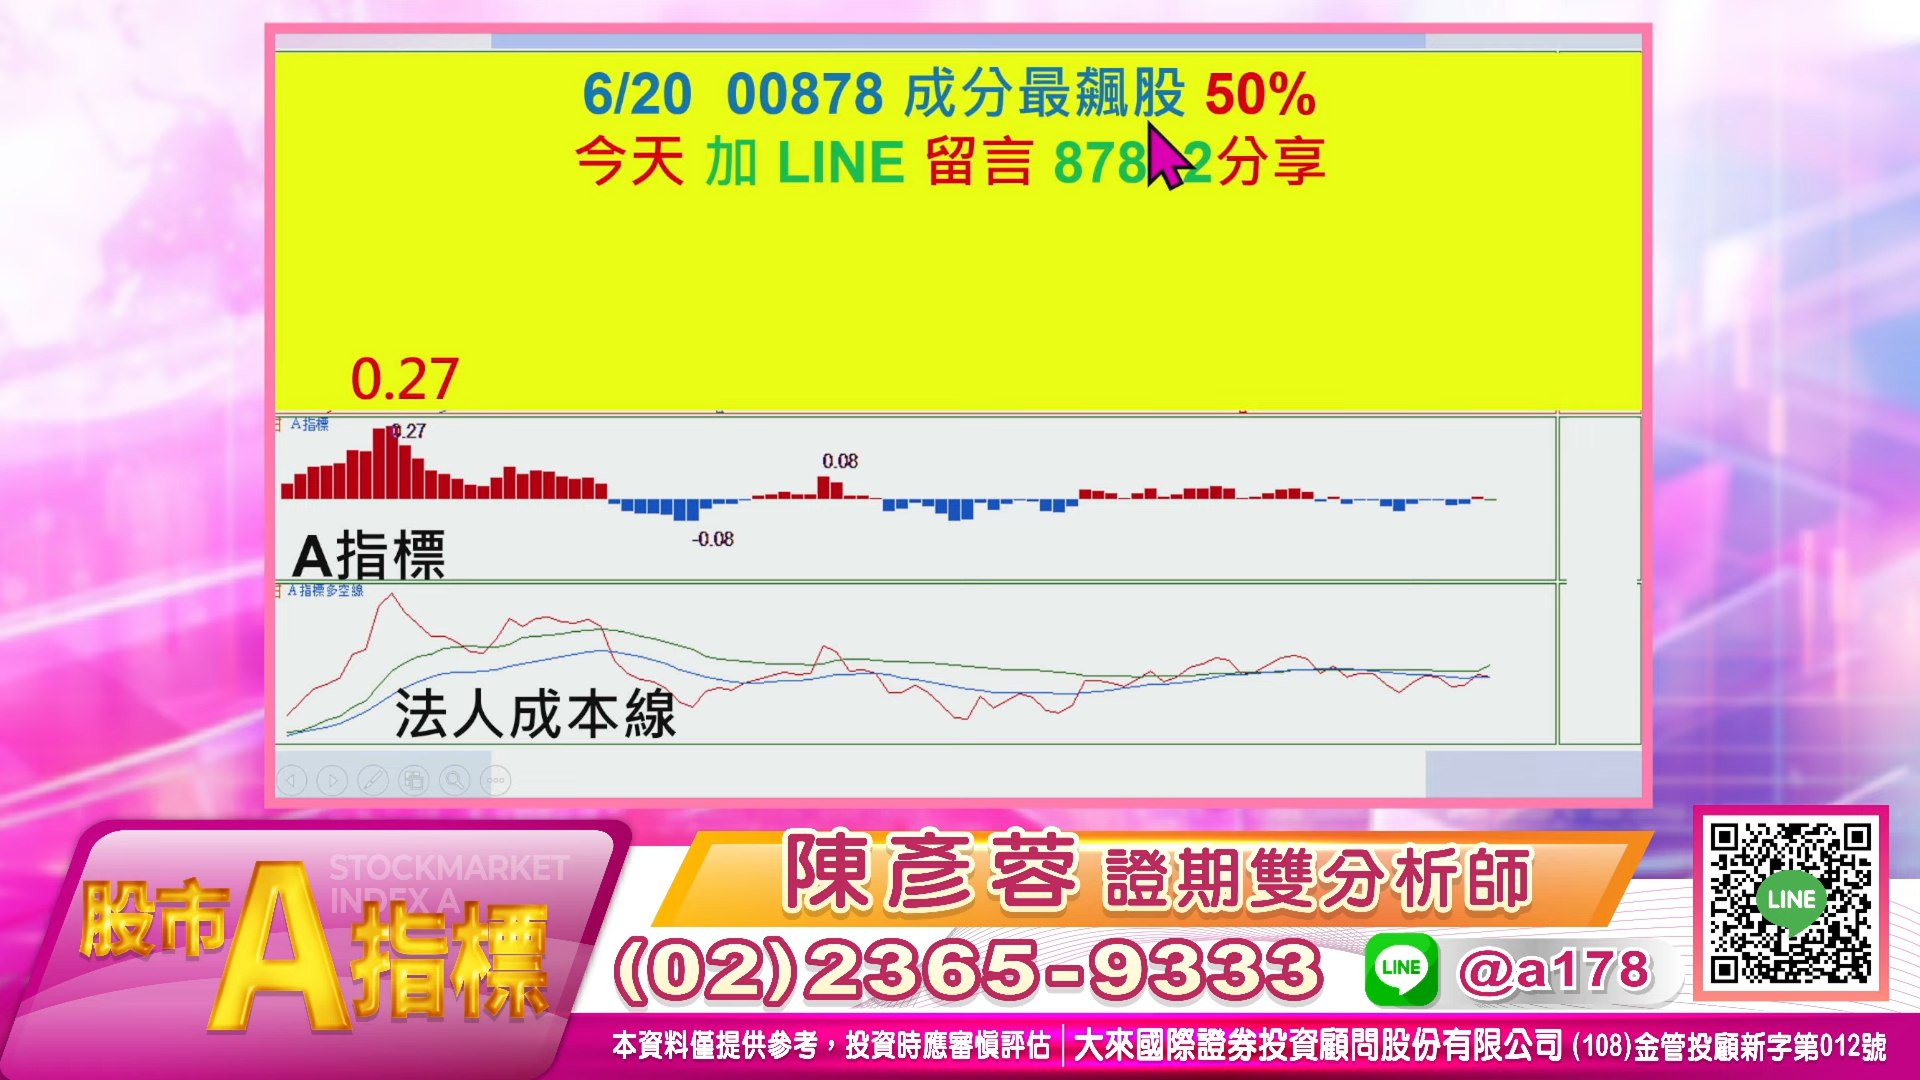 6/20 00878 成分最飆股 50%
今天 加 LINE 留言 878 2分享
0.27
A指標
0.27
0.08
-0.08
A指標
A指標多空線
法人成本線
STOCKMARKET
INDEX A
股市A指標
陳彥蓉 證期雙分析師
(02)2365-9333
LINE
@a178
LINE
本資料僅提供參考，投資時應審慎評估
大來國際證券投資顧問股份有限公司 (108)金管投顧新字第012號